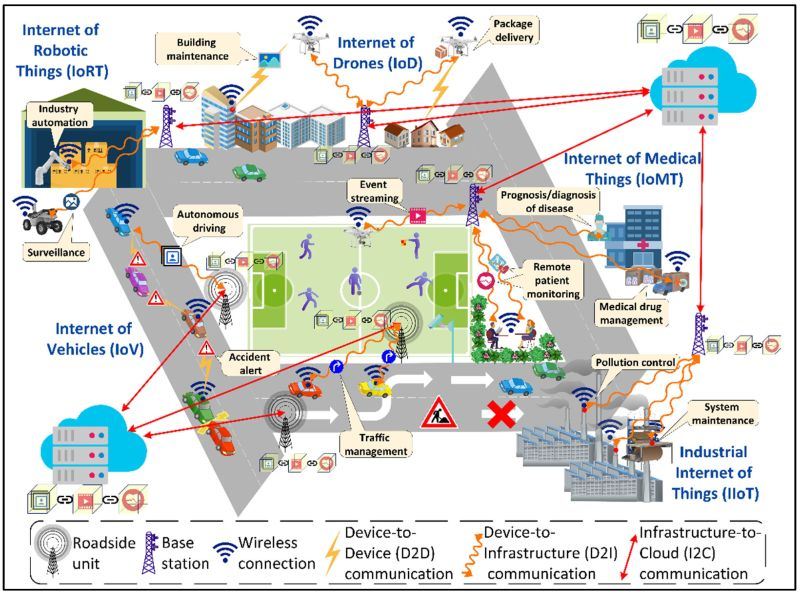 Internet of
Robotic
Things (IoRT)
Building
maintenance
Internet of
Drones (IoD)
Package
delivery
Industry
automation
Internet of Medical
Things (IoMT)
Event
streaming
Prognosis/diagnosis
of disease
Surveillance
Autonomous
driving
Remote
patient
monitoring
Medical drug
management
Internet of
Vehicles (IoV)
Accident
alert
Pollution control
Traffic
management
System
maintenance
Industrial
Internet of
Things (IIoT)
Roadside
unit
Base
station
Wireless
connection
Device-to-
Device (D2D)
communication
Device-to-
Infrastructure (D2I)
communication
Infrastructure-to-
Cloud (I2C)
communication